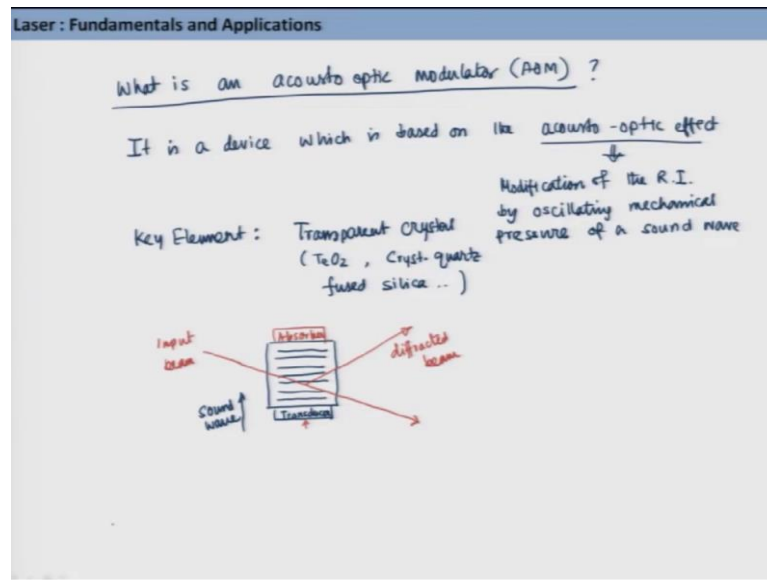 Laser : Fundamentals and Applications
What is an acousto optic modulator (AOM) ?
It is a device which is based on the acousto-optic effect
Modification of the R.I.
by oscillating mechanical
pressure of a sound wave
Key Element : Transparent crystal
(TeO2 , Cryst. quartz
fused silica .. )
Input
beam
Absorber
diffracted
beam
sound
wave
Transducer